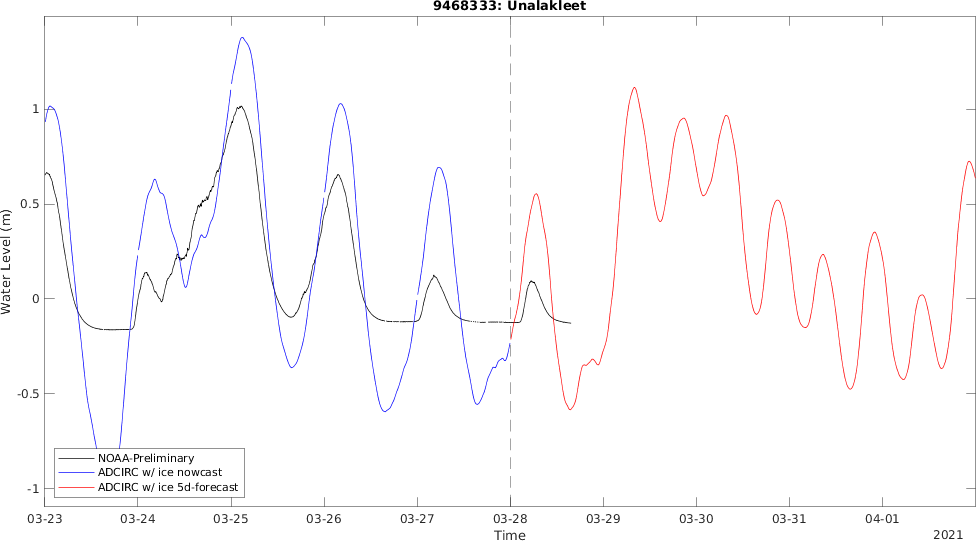 9468333: Unalakleet
Water Level (m)
1
0.5
0
-0.5
-1
NOAA-Preliminary
ADCIRC w/ ice nowcast
ADCIRC w/ ice 5d-forecast
03-23 03-24 03-25 03-26 03-27 03-28 03-29 03-30 03-31 04-01
Time
2021